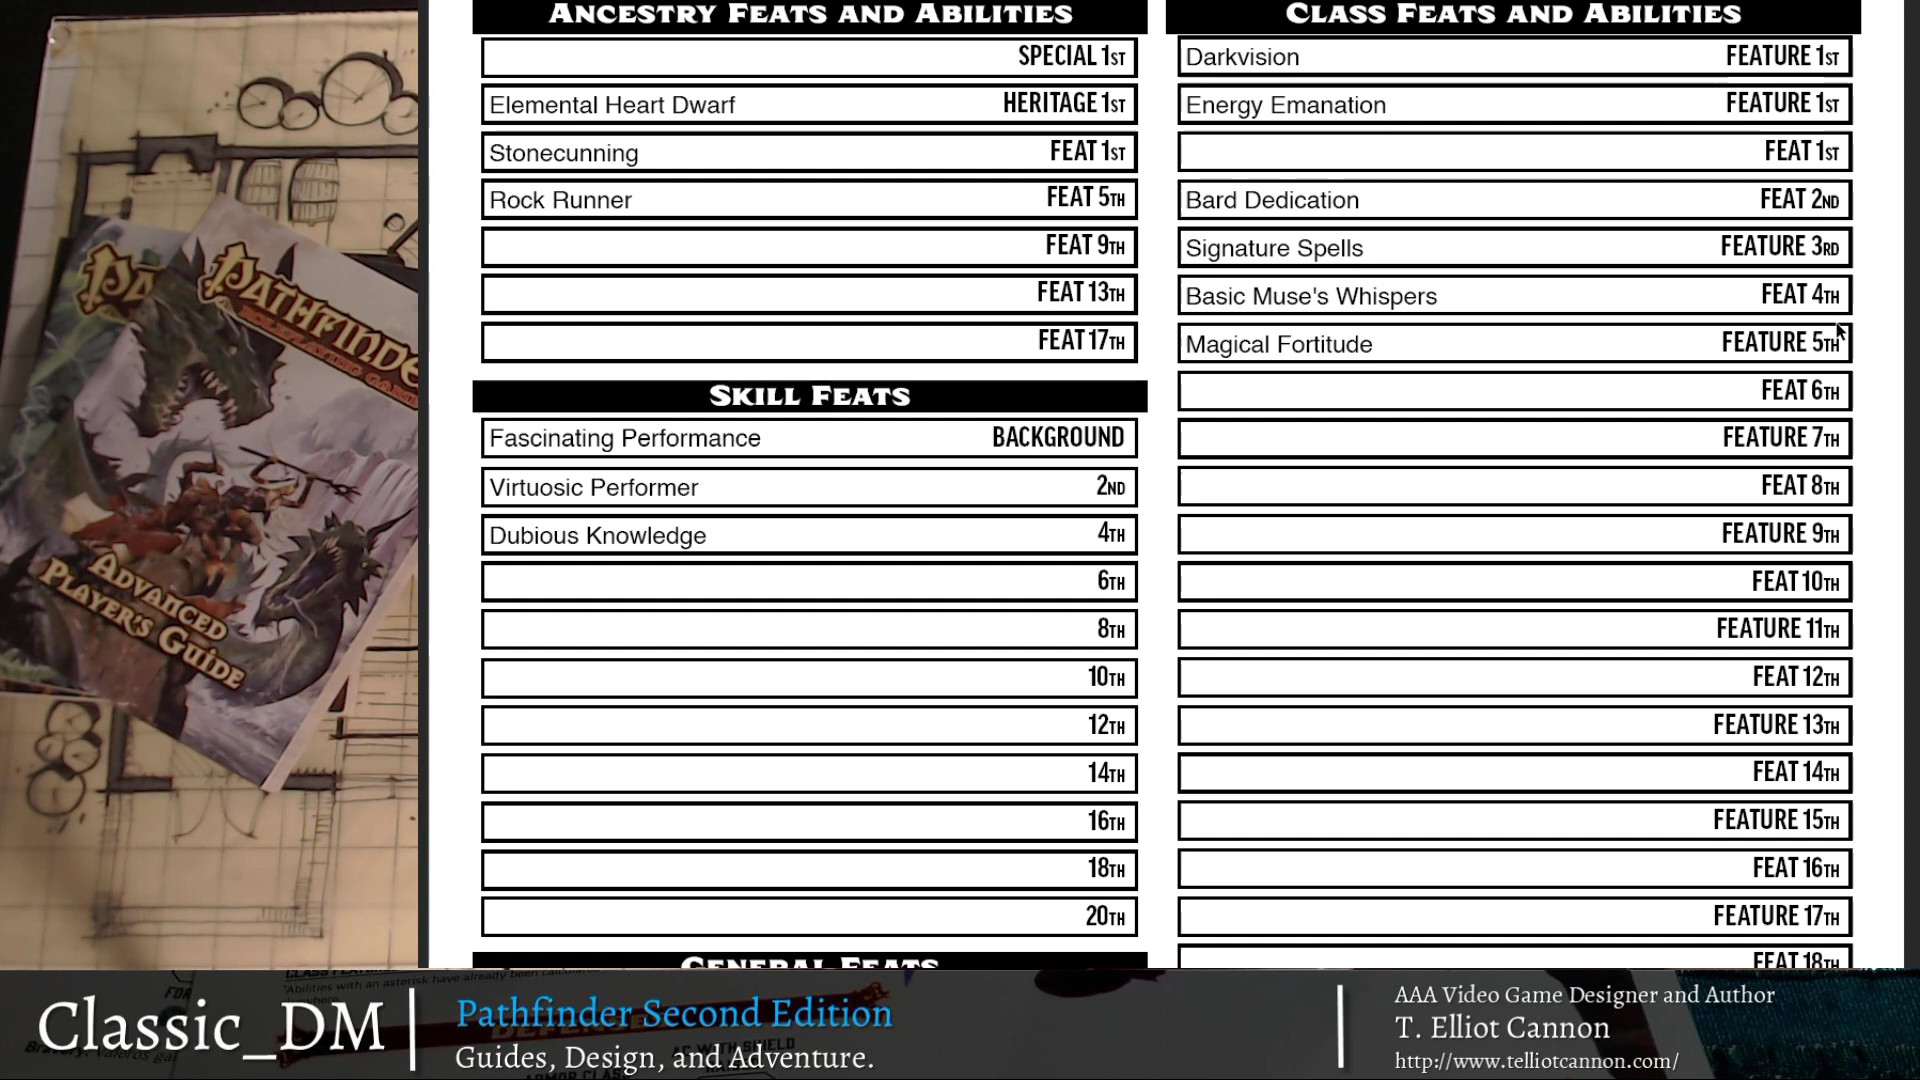 ANCESTRY FEATS AND ABILITIES
SPECIAL 1ST
Elemental Heart Dwarf HERITAGE 1ST
Stonecunning FEAT 1ST
Rock Runner FEAT 5TH
FEAT 9TH
FEAT 13TH
FEAT 17TH
SKILL FEATS
Fascinating Performance BACKGROUND
Virtuosic Performer 2ND
Dubious Knowledge 4TH
6TH
8TH
10TH
12TH
14TH
16TH
18TH
20TH
GENERAL FEATS
CLASS FEATS AND ABILITIES
Darkvision FEATURE 1ST
Energy Emanation FEATURE 1ST
FEAT 1ST
Bard Dedication FEAT 2ND
Signature Spells FEATURE 3RD
Basic Muse's Whispers FEAT 4TH
Magical Fortitude FEATURE 5TH
FEAT 6TH
FEATURE 7TH
FEAT 8TH
FEATURE 9TH
FEAT 10TH
FEATURE 11TH
FEAT 12TH
FEATURE 13TH
FEAT 14TH
FEATURE 15TH
FEAT 16TH
FEATURE 17TH
FEAT 18TH
PATHFINDE
ADVANCED
PLAYER'S GUIDE
Classic_DM
Pathfinder Second Edition
Guides, Design, and Adventure.
AAA Video Game Designer and Author
T. Elliot Cannon
http://www.telliotcannon.com/